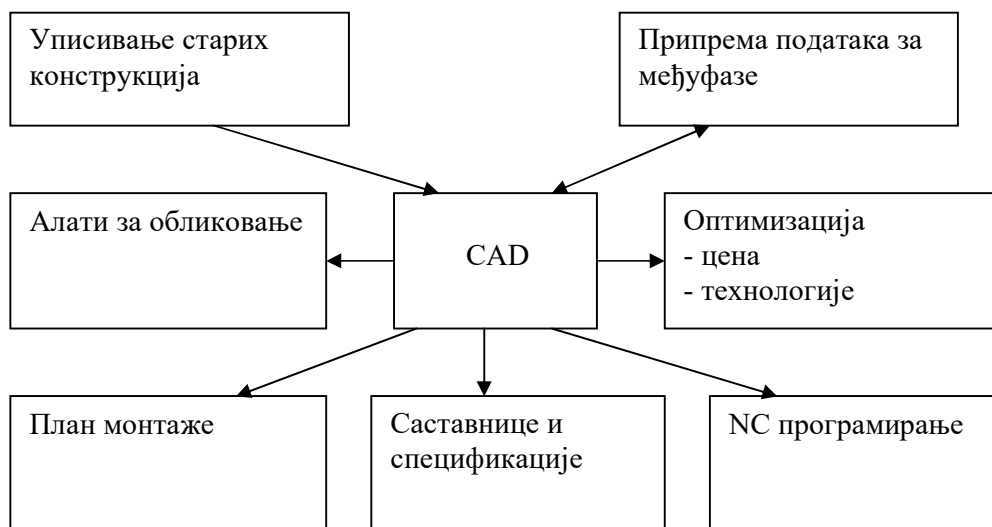 Уписивање старих
конструкција
Припрема података за
међуфазе
Алати за обликовање
CAD
Оптимизација
- цена
- технологије
План монтаже
Саставнице и
спецификације
NC програмирање